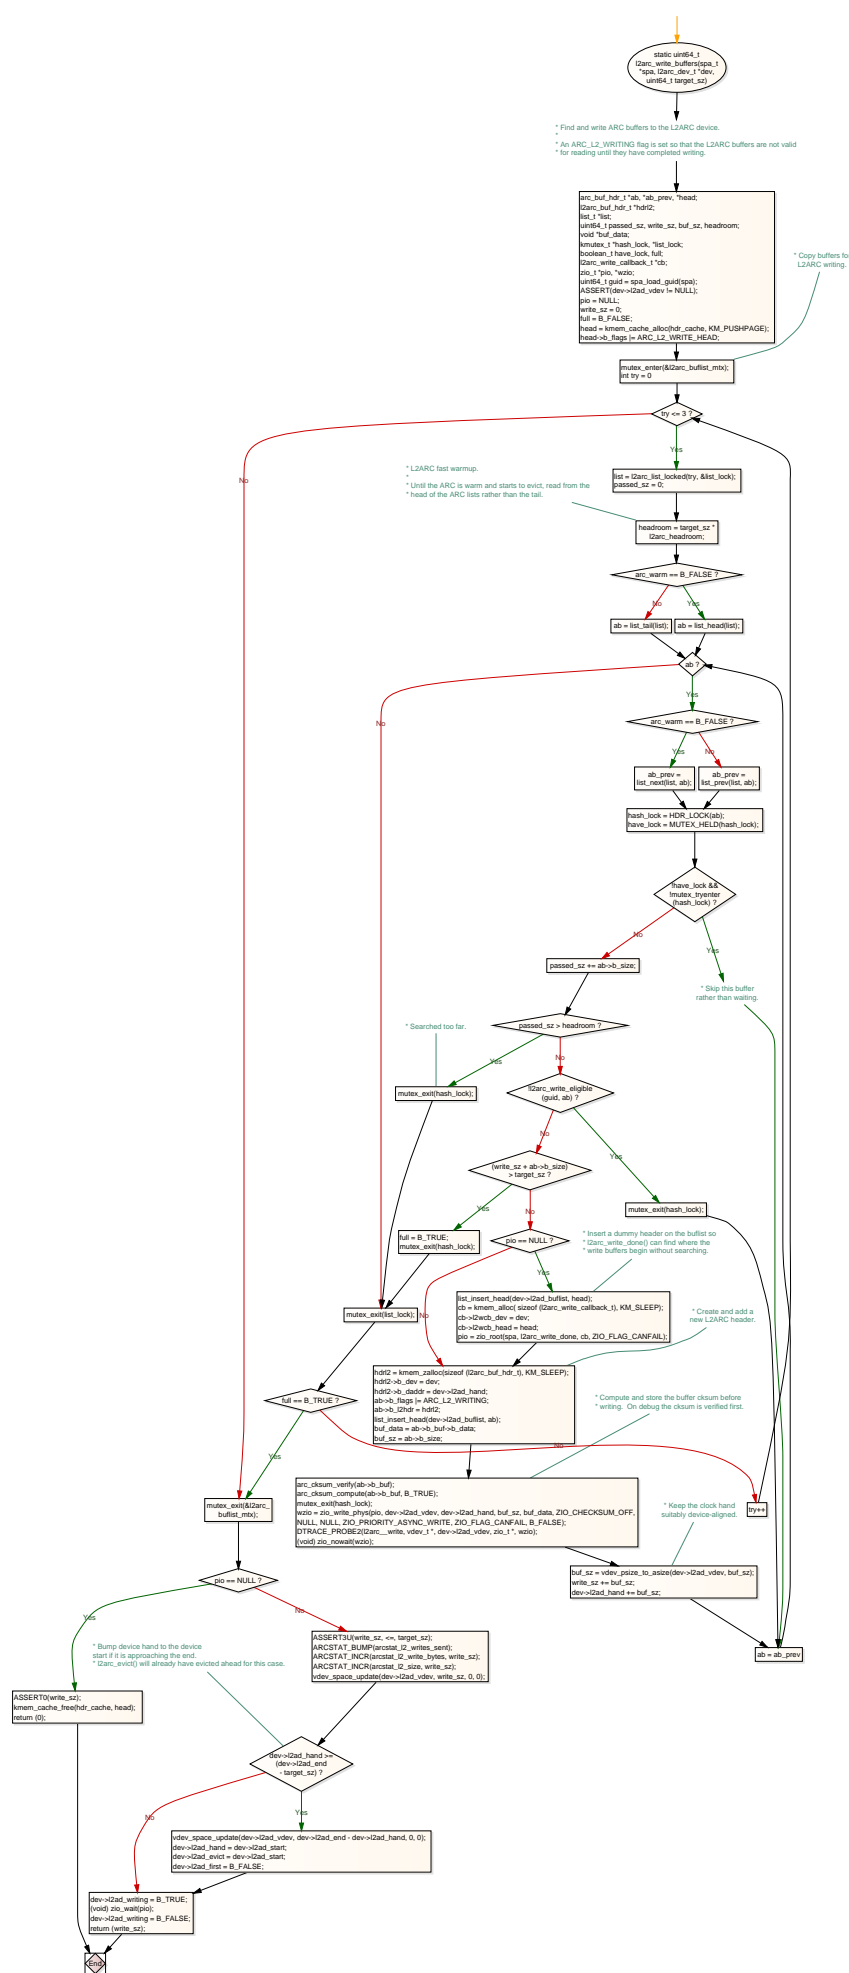 static uint64_t
l2arc_write_buffers(spa_t
*spa, l2arc_dev_t *dev,
uint64_t target_sz)
* Find and write ARC buffers to the L2ARC device.
*
* An ARC_L2_WRITING flag is set so that the L2ARC buffers are not valid
* for reading until they have completed writing.
arc_buf_hdr_t *ab, *ab_prev, *head;
l2arc_buf_hdr_t *hdrl2;
list_t *list;
uint64_t passed_sz, write_sz, buf_sz, headroom;
void *buf_data;
kmutex_t *hash_lock, *list_lock;
boolean_t have_lock, full;
l2arc_write_callback_t *cb;
zio_t *pio, *wzio;
uint64_t guid = spa_load_guid(spa);
ASSERT(dev->l2ad_vdev != NULL);
pio = NULL;
write_sz = 0;
full = B_FALSE;
head = kmem_cache_alloc(hdr_cache, KM_PUSHPAGE);
head->b_flags |= ARC_L2_WRITE_HEAD;
* Copy buffers for
L2ARC writing.
mutex_enter(&l2arc_buflist_mtx);
int try = 0
try <= 3 ?
No
Yes
list = l2arc_list_locked(try, &list_lock);
passed_sz = 0;
* L2ARC fast warmup.
*
* Until the ARC is warm and starts to evict, read from the
* head of the ARC lists rather than the tail.
headroom = target_sz *
l2arc_headroom;
arc_warm == B_FALSE ?
No
Yes
ab = list_tail(list);
ab = list_head(list);
ab ?
No
Yes
arc_warm == B_FALSE ?
Yes
No
ab_prev =
list_next(list, ab);
ab_prev =
list_prev(list, ab);
hash_lock = HDR_LOCK(ab);
have_lock = MUTEX_HELD(hash_lock);
!have_lock &&
!mutex_tryenter
(hash_lock) ?
No
Yes
passed_sz += ab->b_size;
* Skip this buffer
rather than waiting.
passed_sz > headroom ?
* Searched too far.
Yes
No
mutex_exit(hash_lock);
!l2arc_write_eligible
(guid, ab) ?
No
Yes
(write_sz + ab->b_size)
> target_sz ?
Yes
No
mutex_exit(hash_lock);
full = B_TRUE;
mutex_exit(hash_lock);
pio == NULL ?
* Insert a dummy header on the buflist so
* l2arc_write_done() can find where the
* write buffers begin without searching.
Yes
No
list_insert_head(dev->l2ad_buflist, head);
cb = kmem_alloc( sizeof (l2arc_write_callback_t), KM_SLEEP);
cb->l2wcb_dev = dev;
cb->l2wcb_head = head;
pio = zio_root(spa, l2arc_write_done, cb, ZIO_FLAG_CANFAIL);
mutex_exit(list_lock);
* Create and add a
new L2ARC header.
hdrl2 = kmem_zalloc(sizeof (l2arc_buf_hdr_t), KM_SLEEP);
hdrl2->b_dev = dev;
hdrl2->b_daddr = dev->l2ad_hand;
ab->b_flags |= ARC_L2_WRITING;
ab->b_l2hdr = hdrl2;
list_insert_head(dev->l2ad_buflist, ab);
buf_data = ab->b_buf->b_data;
buf_sz = ab->b_size;
full == B_TRUE ?
Yes
No
* Compute and store the buffer cksum before
* writing.  On debug the cksum is verified first.
arc_cksum_verify(ab->b_buf);
arc_cksum_compute(ab->b_buf, B_TRUE);
mutex_exit(hash_lock);
wzio = zio_write_phys(pio, dev->l2ad_vdev, dev->l2ad_hand, buf_sz, buf_data, ZIO_CHECKSUM_OFF,
NULL, NULL, ZIO_PRIORITY_ASYNC_WRITE, ZIO_FLAG_CANFAIL, B_FALSE);
DTRACE_PROBE2(l2arc__write, vdev_t *, dev->l2ad_vdev, zio_t *, wzio);
(void) zio_nowait(wzio);
* Keep the clock hand
suitably device-aligned.
try++
mutex_exit(&l2arc_
buflist_mtx);
buf_sz = vdev_psize_to_asize(dev->l2ad_vdev, buf_sz);
write_sz += buf_sz;
dev->l2ad_hand += buf_sz;
pio == NULL ?
Yes
No
ab = ab_prev
ASSERT3U(write_sz, <=, target_sz);
ARCSTAT_BUMP(arcstat_l2_writes_sent);
ARCSTAT_INCR(arcstat_l2_write_bytes, write_sz);
ARCSTAT_INCR(arcstat_l2_size, write_sz);
vdev_space_update(dev->l2ad_vdev, write_sz, 0, 0);
* Bump device hand to the device
start if it is approaching the end.
* l2arc_evict() will already have evicted ahead for this case.
ASSERT0(write_sz);
kmem_cache_free(hdr_cache, head);
return (0);
dev->l2ad_hand >=
(dev->l2ad_end
- target_sz) ?
No
Yes
vdev_space_update(dev->l2ad_vdev, dev->l2ad_end - dev->l2ad_hand, 0, 0);
dev->l2ad_hand = dev->l2ad_start;
dev->l2ad_evict = dev->l2ad_start;
dev->l2ad_first = B_FALSE;
dev->l2ad_writing = B_TRUE;
(void) zio_wait(pio);
dev->l2ad_writing = B_FALSE;
return (write_sz);
End